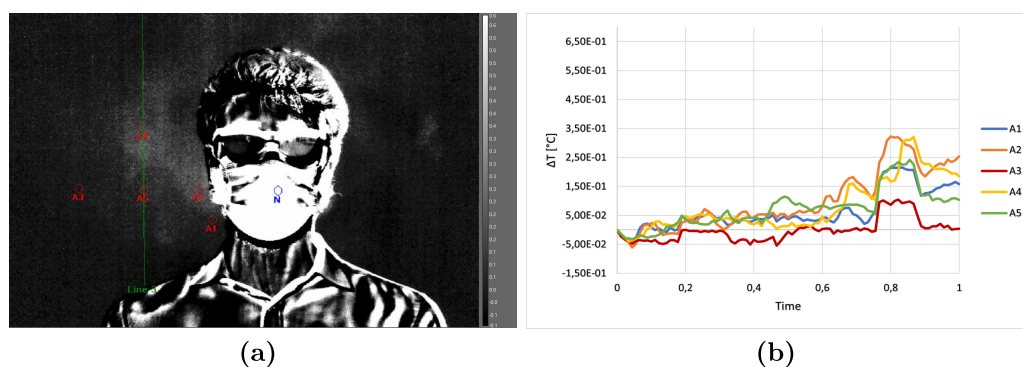 A4
A3
A5
A2
N
A1
Line 3
6,50E-01
5,50E-01
4,50E-01
3,50E-01
2,50E-01
1,50E-01
5,00E-02
-5,00E-02
-1,50E-01
ΔT [°C]
0
0,2
0,4
0,6
0,8
1
Time
A1
A2
A3
A4
A5
(a)
(b)